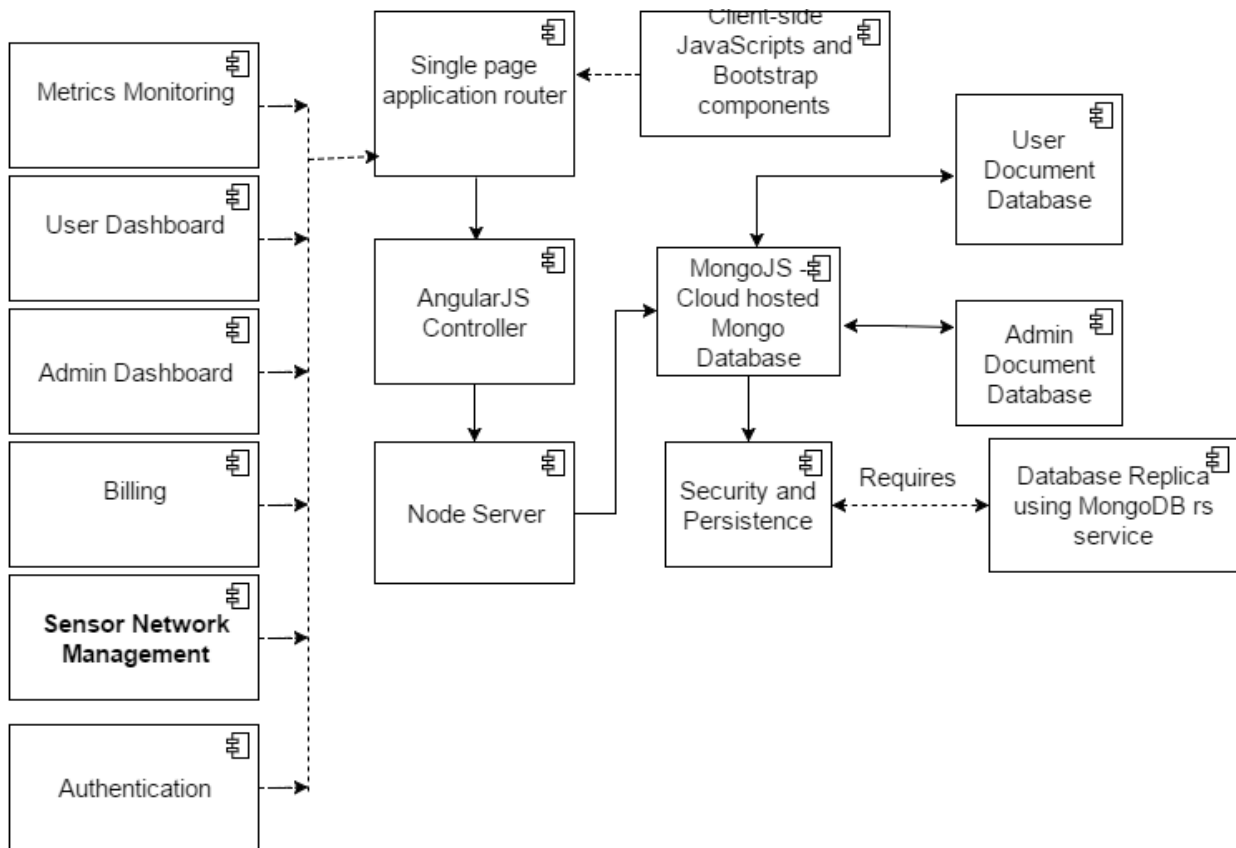 Metrics Monitoring
User Dashboard
Admin Dashboard
Billing
Sensor Network
Management
Authentication
Single page
application router
AngularJS
Controller
Node Server
Client-side
JavaScripts and
Bootstrap
components
MongoJS -
Cloud hosted
Mongo
Database
Security and
Persistence
User
Document
Database
Admin
Document
Database
Requires
Database Replica
using MongoDB rs
service